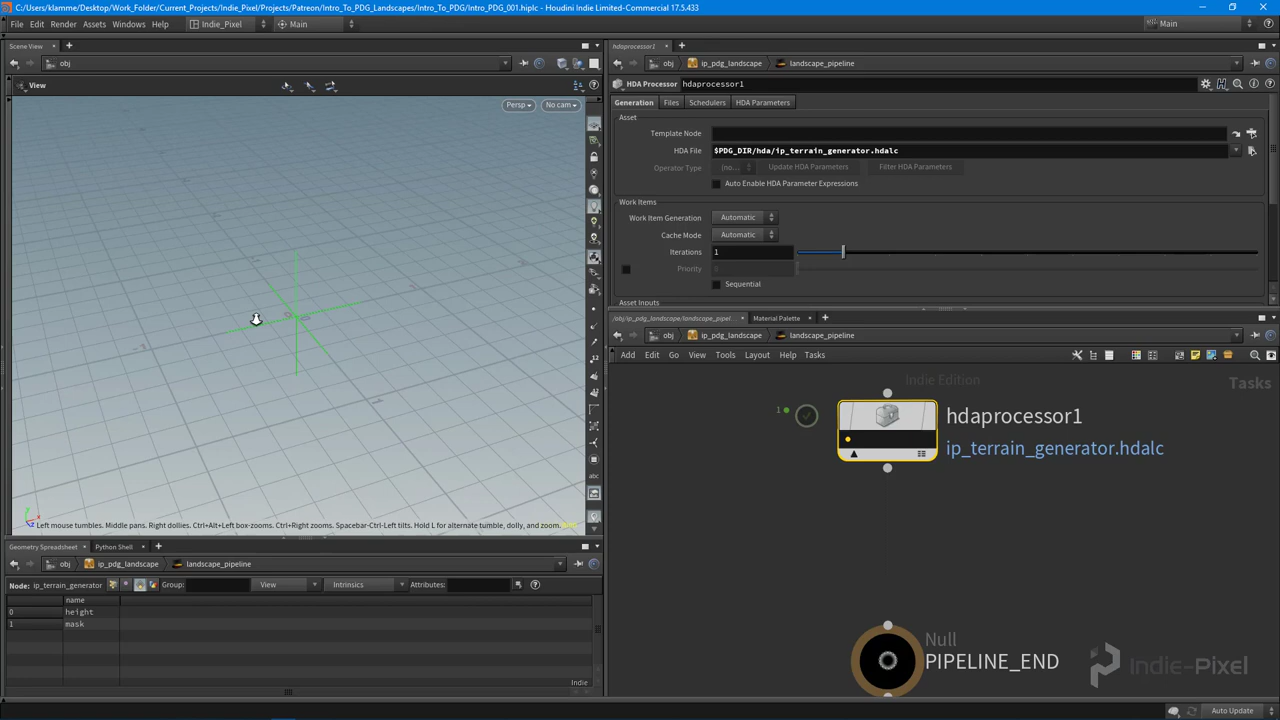 C:/Users/klamme/Desktop/Work_Folder/Current_Projects/Indie_Pixel/Projects/Patreon/Intro_To_PDG_Landscapes/Intro_To_PDG/Intro_PDG_001.hiplc - Houdini Indie Limited-Commercial 17.5.433
File Edit Render Assets Windows Help Indie_Pixel Main Main
Scene View
obj
View
Persp No cam
abc
Left mouse tumbles. Middle pans. Right dollies. Ctrl+Alt+Left box-zooms. Ctrl+Right zooms. Spacebar-Ctrl-Left tilts. Hold L for alternate tumble, dolly, and zoom.
Geometry Spreadsheet Python Shell
obj ip_pdg_landscape landscape_pipeline
Node: ip_terrain_generator Group: View Intrinsics Attributes:
name
0 height
1 mask
Indie
hdaprocessor1
obj ip_pdg_landscape landscape_pipeline
HDA Processor hdaprocessor1
Generation Files Schedulers HDA Parameters
Asset
Template Node
HDA File $PDG_DIR/hda/ip_terrain_generator.hdalc
Operator Type (no... Update HDA Parameters Filter HDA Parameters
Auto Enable HDA Parameter Expressions
Work Items
Work Item Generation Automatic
Cache Mode Automatic
Iterations 1
Priority 0
Sequential
Asset Inputs
/obj/ip_pdg_landscape/landscape_pipel... Material Palette
obj ip_pdg_landscape landscape_pipeline
Add Edit Go View Tools Layout Help Tasks
Indie Edition
Tasks
1
hdaprocessor1
ip_terrain_generator.hdalc
Null
PIPELINE_END
Indie-Pixel
Auto Update